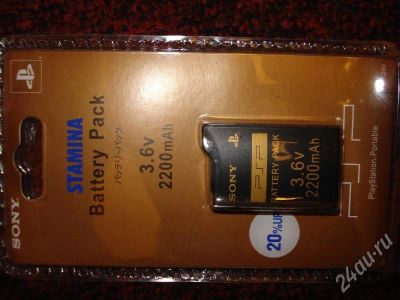 SONY
STAMINA
Battery Pack
バッテリーパック
3.6v
2200mAh
SONY
PSP
BATTERY PACK
3.6v
2200mAh
20%UP
PlayStation Portable
24au.ru